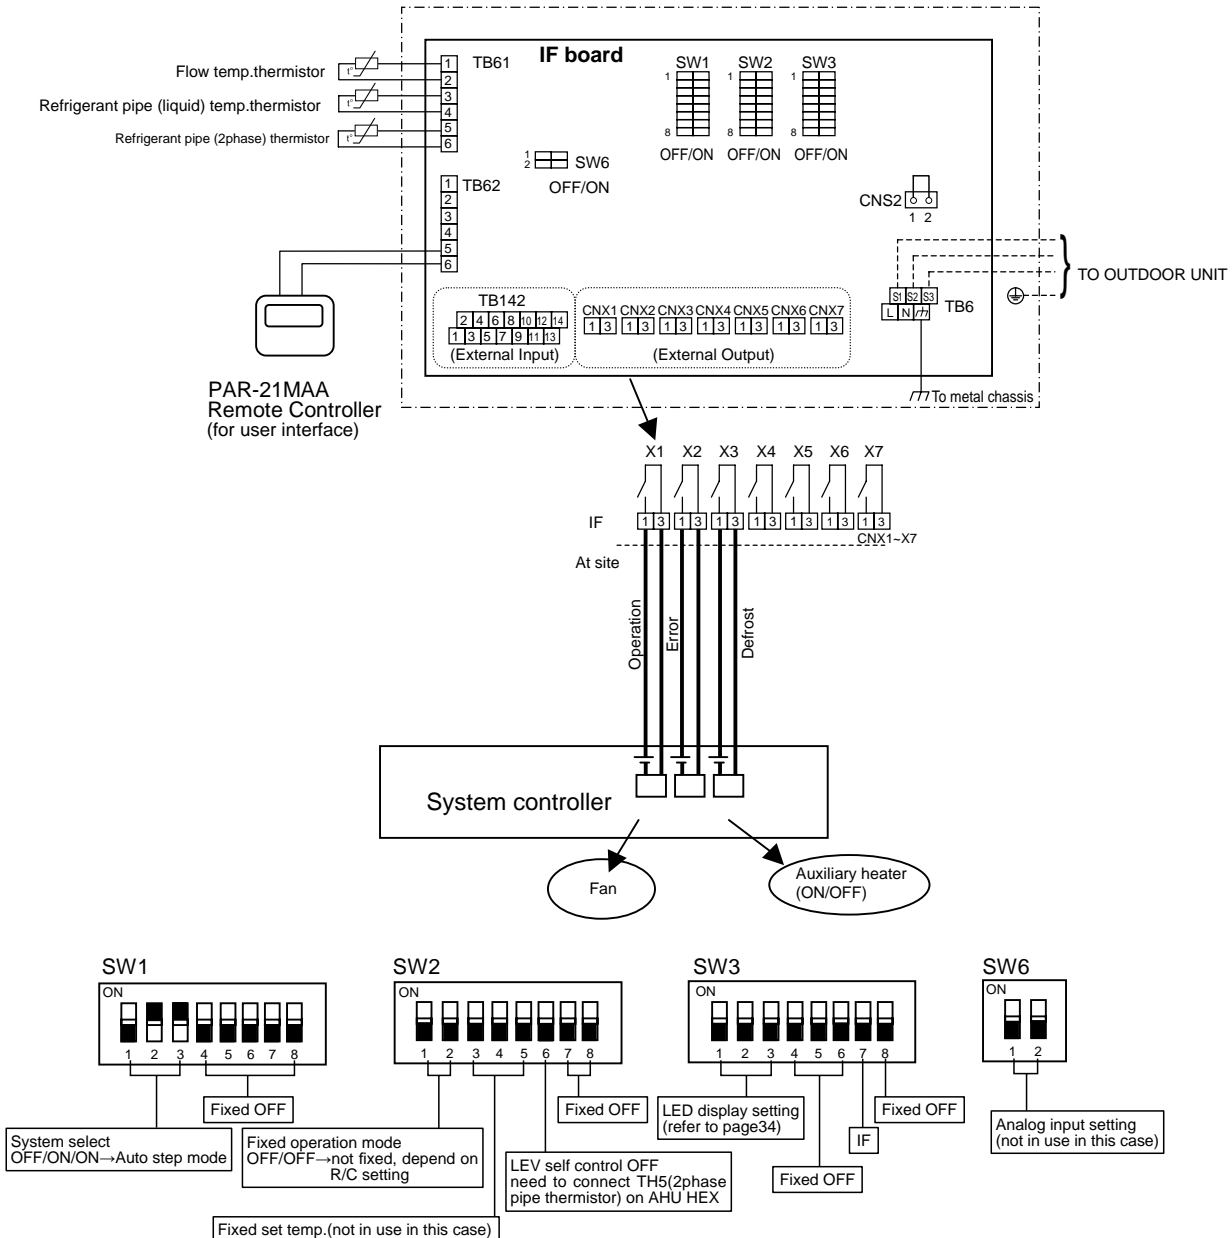 IF board
Flow temp.thermistor
Refrigerant pipe (liquid) temp.thermistor
Refrigerant pipe (2phase) thermistor
t° t° t°
1 2 3 4 5 6
TB61
SW1 SW2 SW3
1 1 1
8 8 8
OFF/ON OFF/ON OFF/ON
1 2 SW6
OFF/ON
1 2 3 4 5 6
TB62
CNS2
1 2
TO OUTDOOR UNIT
S1 S2 S3
L N
TB6
To metal chassis
TB142
2 4 6 8 10 12 14
1 3 5 7 9 11 13
(External Input)
CNX1 CNX2 CNX3 CNX4 CNX5 CNX6 CNX7
1 3 1 3 1 3 1 3 1 3 1 3 1 3
(External Output)
PAR-21MAA
Remote Controller
(for user interface)
X1 X2 X3 X4 X5 X6 X7
IF
1 3 1 3 1 3 1 3 1 3 1 3 1 3
CNX1~X7
At site
Operation
Error
Defrost
System controller
Fan
Auxiliary heater
(ON/OFF)
SW1
ON
1 2 3 4 5 6 7 8
Fixed OFF
System select
OFF/ON/ON→Auto step mode
SW2
ON
1 2 3 4 5 6 7 8
Fixed OFF
Fixed operation mode
OFF/OFF→not fixed, depend on
R/C setting
LEV self control OFF
need to connect TH5(2phase
pipe thermistor) on AHU HEX
Fixed set temp.(not in use in this case)
SW3
ON
1 2 3 4 5 6 7 8
LED display setting
(refer to page34)
Fixed OFF
IF
Fixed OFF
SW6
ON
1 2
Analog input setting
(not in use in this case)